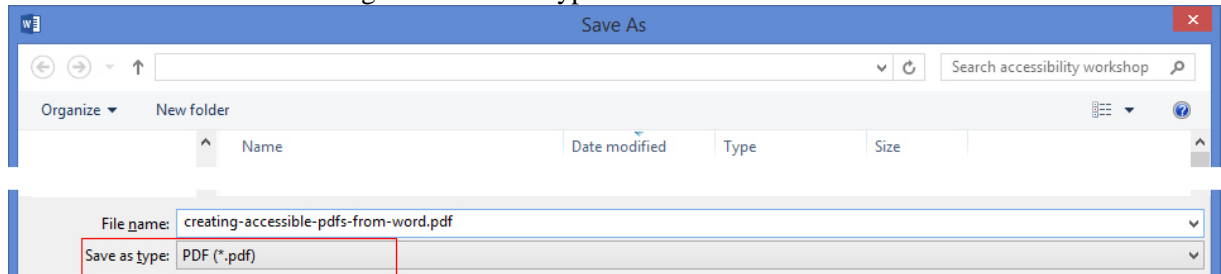 Save As
Search accessibility workshop
Organize New folder
Name Date modified Type Size
File name: creating-accessible-pdfs-from-word.pdf
Save as type: PDF (*.pdf)